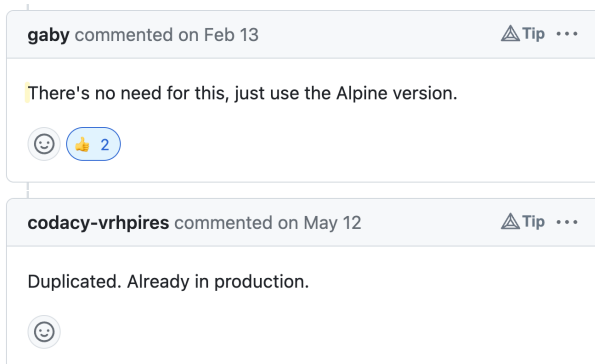 gaby commented on Feb 13 Tip
There's no need for this, just use the Alpine version.
2
codacy-vrhpires commented on May 12 Tip
Duplicated. Already in production.